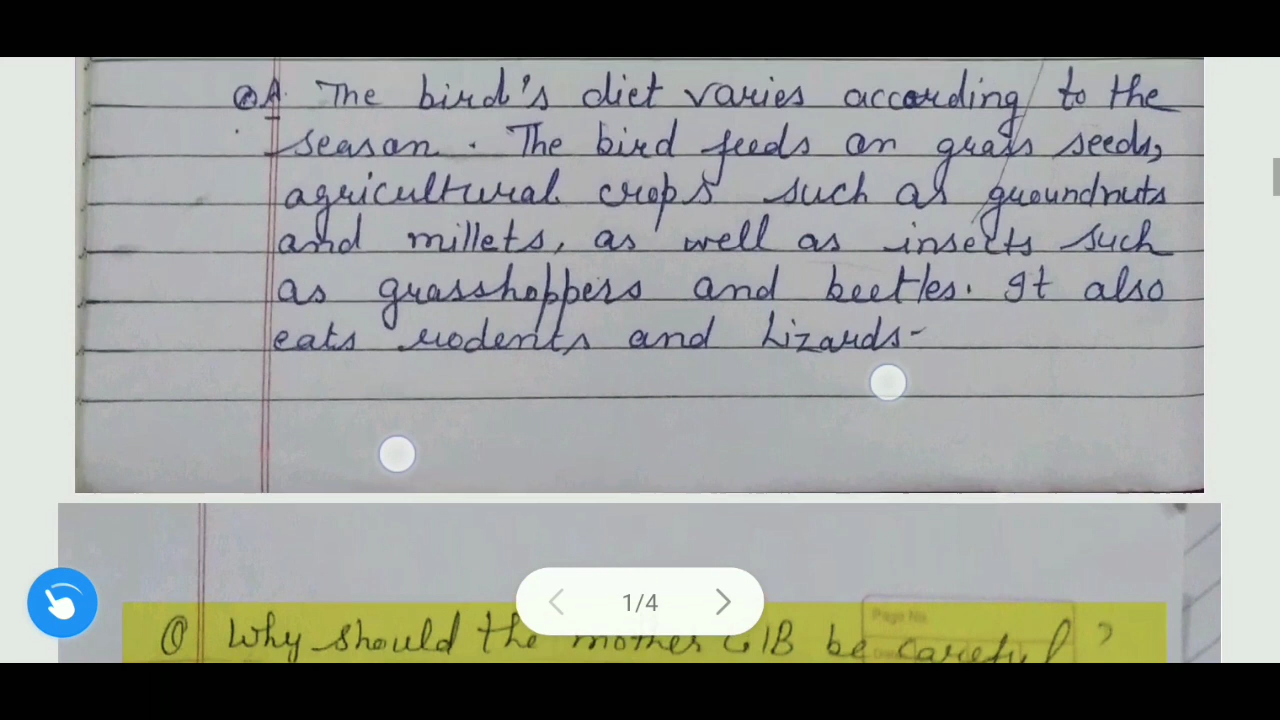 A The bird's diet varies according to the
season. The bird feeds on grass seeds,
agricultural crops such as groundnuts
and millets, as well as insects such
as grasshoppers and beetles. It also
eats rodents and Lizards-
1/4
Page No
Q Why should the mother GIB be careful?